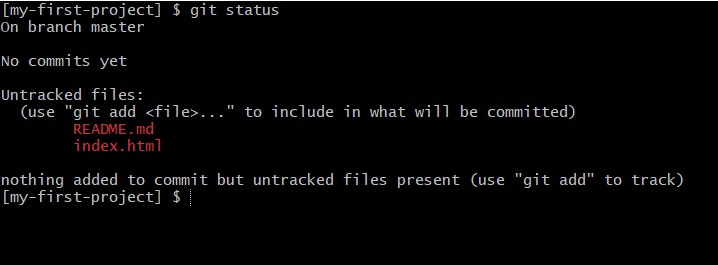 [my-first-project] $ git status
On branch master
No commits yet
Untracked files:
(use "git add <file>..." to include in what will be committed)
README.md
index.html
nothing added to commit but untracked files present (use "git add" to track)
[my-first-project] $